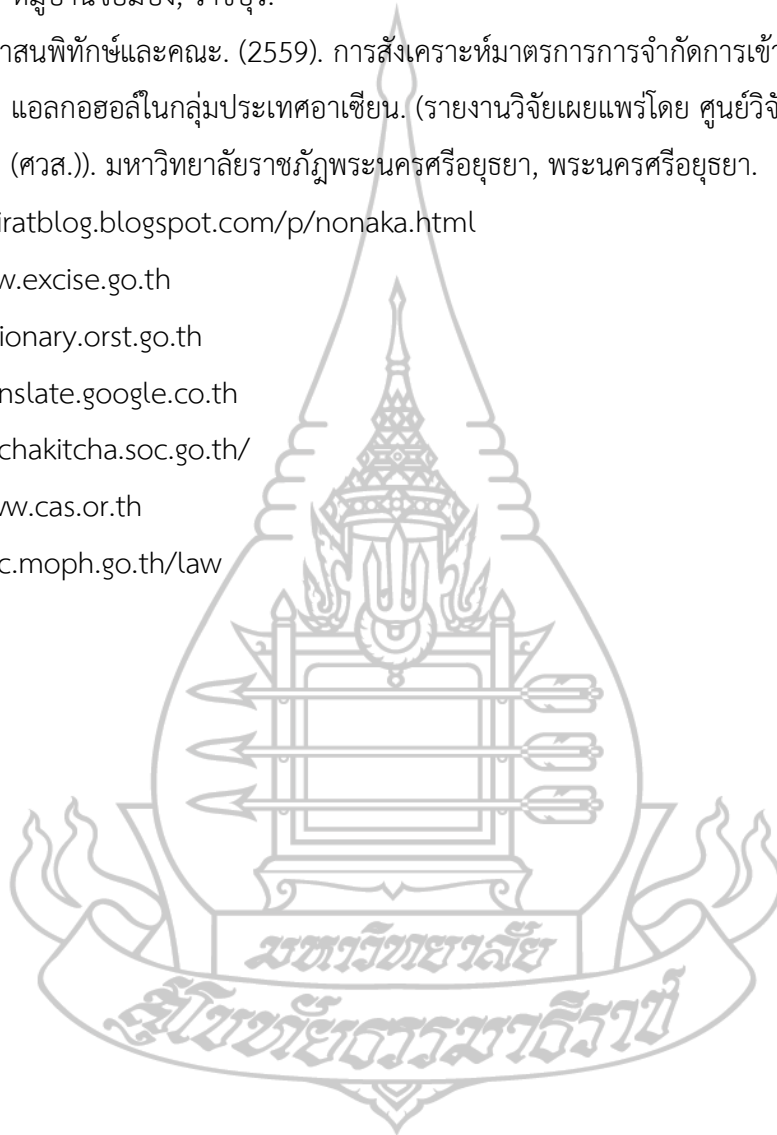 หมู่บ้านจอมบึง, ราชบุรี.
าสนพิทักษ์และคณะ. (2559). การสังเคราะห์มาตรการการจำกัดการเข้า
แอลกอฮอล์ในกลุ่มประเทศอาเซียน. (รายงานวิจัยเผยแพร่โดย ศูนย์วิจั
(ศวส.)). มหาวิทยาลัยราชภัฎพระนครศรีอยุธยา, พระนครศรีอยุธยา.
iratblog.blogspot.com/p/nonaka.html
w.excise.go.th
ionary.orst.go.th
nslate.google.co.th
chakitcha.soc.go.th/
ww.cas.or.th
c.moph.go.th/law
มหาวิทยาลัย
สุโขทัยธรรมาธิราช